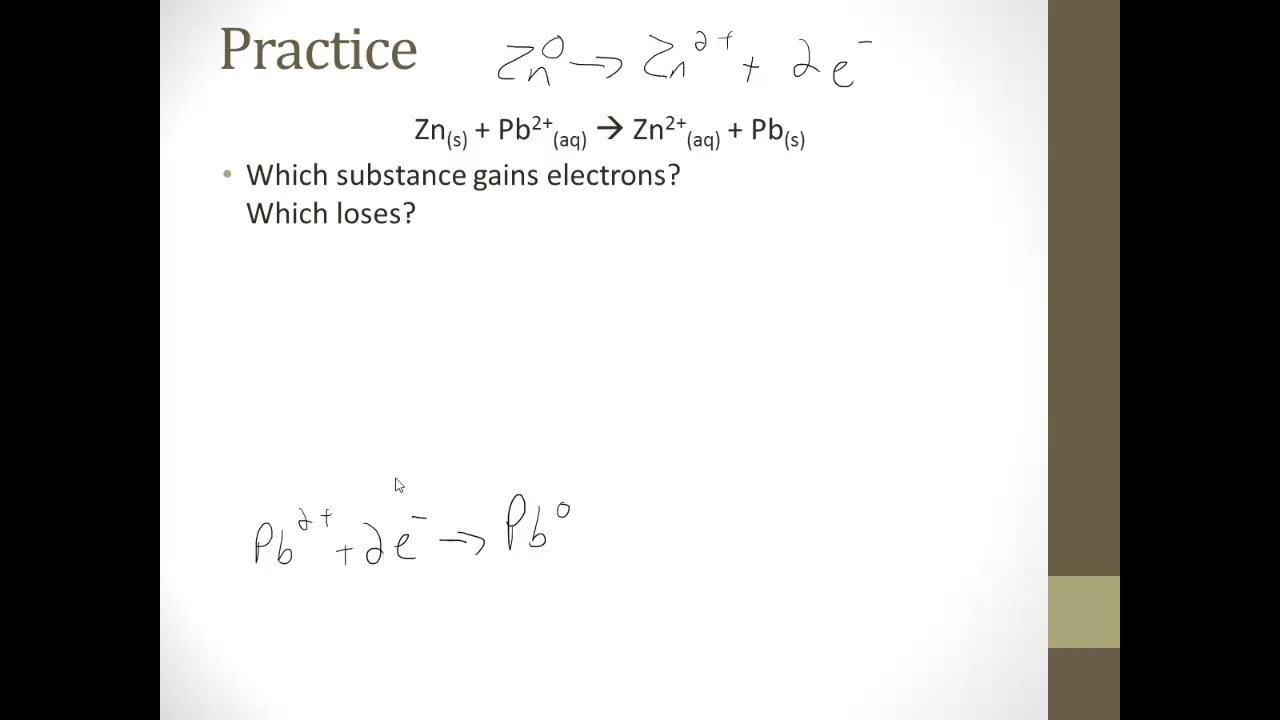 Practice
Zn⁰ → Zn²⁺ + 2e⁻
Zn(s) + Pb²⁺(aq) → Zn²⁺(aq) + Pb(s)
• Which substance gains electrons?
Which loses?
Pb²⁺ + 2e⁻ → Pb⁰